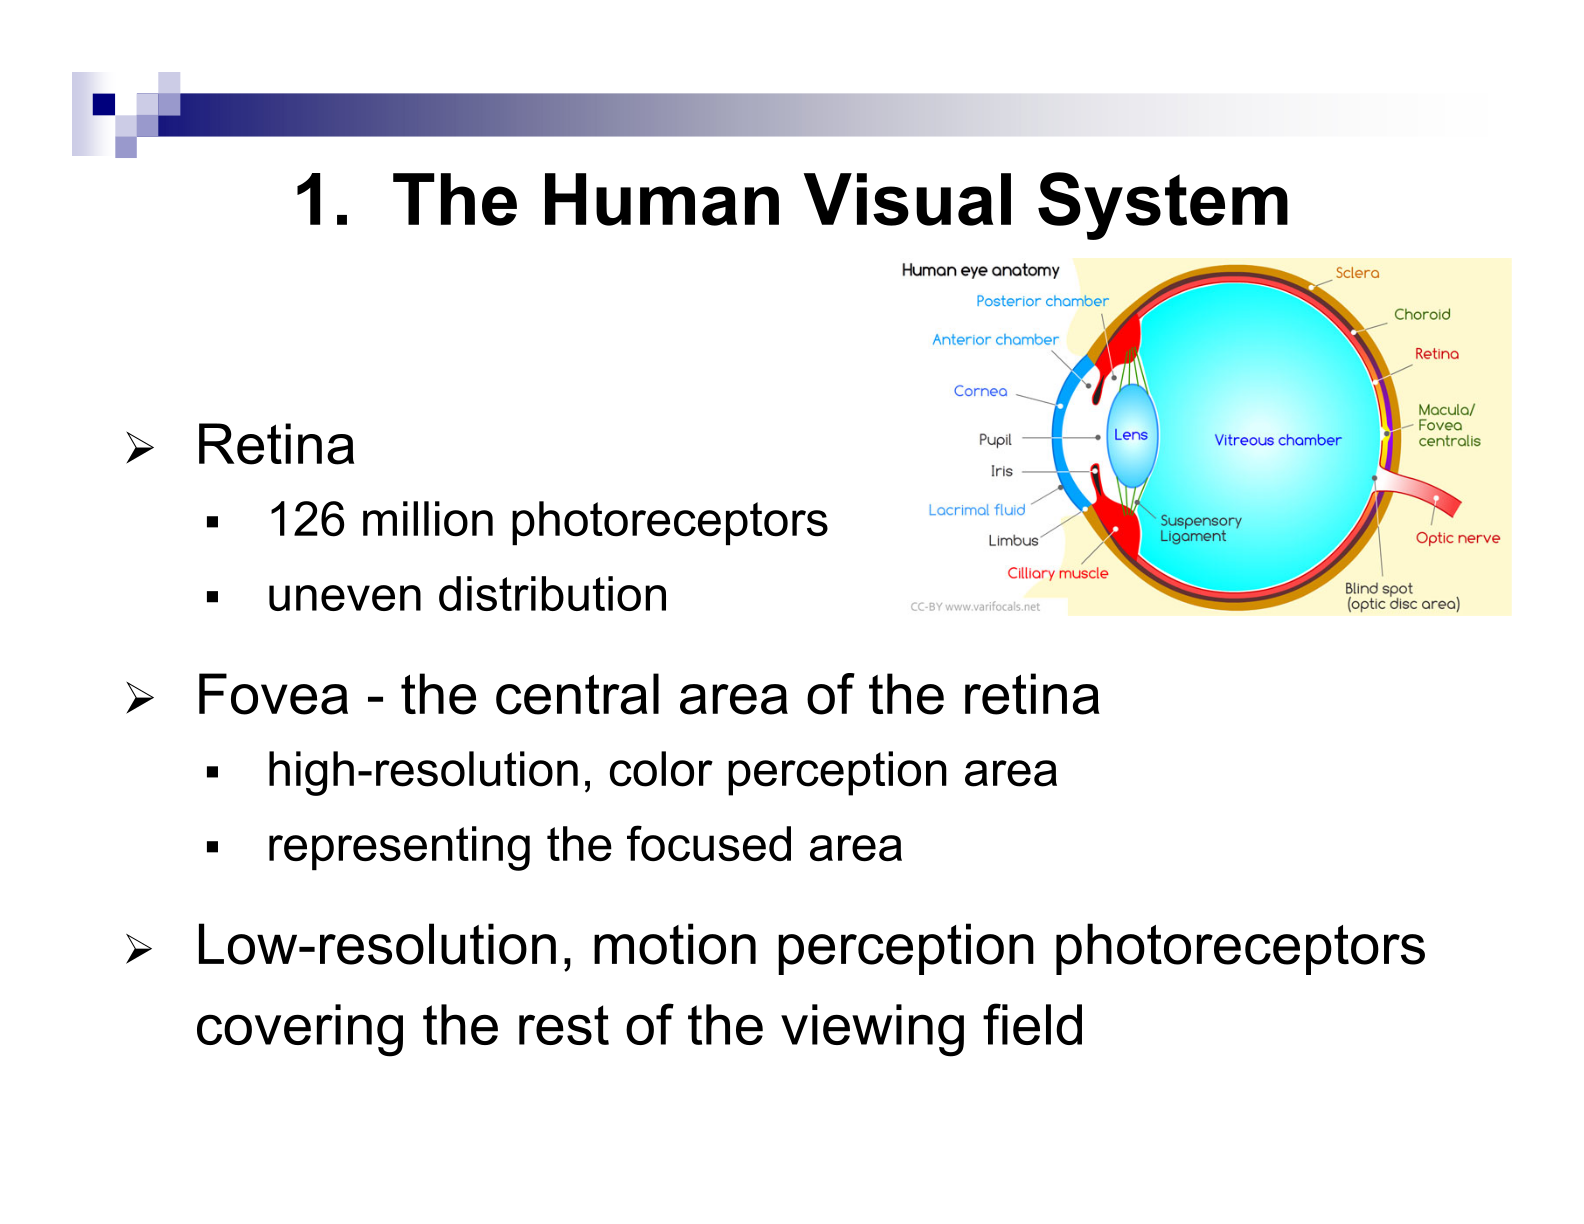 1. The Human Visual System
Human eye anatomy
Posterior chamber
Anterior chamber
Cornea
Pupil
Iris
Lacrimal fluid
Limbus
Cilliary muscle
CC-BY www.varifocals.net
Lens
Vitreous chamber
Suspensory
Ligament
Sclera
Choroid
Retina
Macula/
Fovea
centralis
Optic nerve
Blind spot
(optic disc area)
➢ Retina
▪ 126 million photoreceptors
▪ uneven distribution
➢ Fovea - the central area of the retina
▪ high-resolution, color perception area
▪ representing the focused area
➢ Low-resolution, motion perception photoreceptors
covering the rest of the viewing field